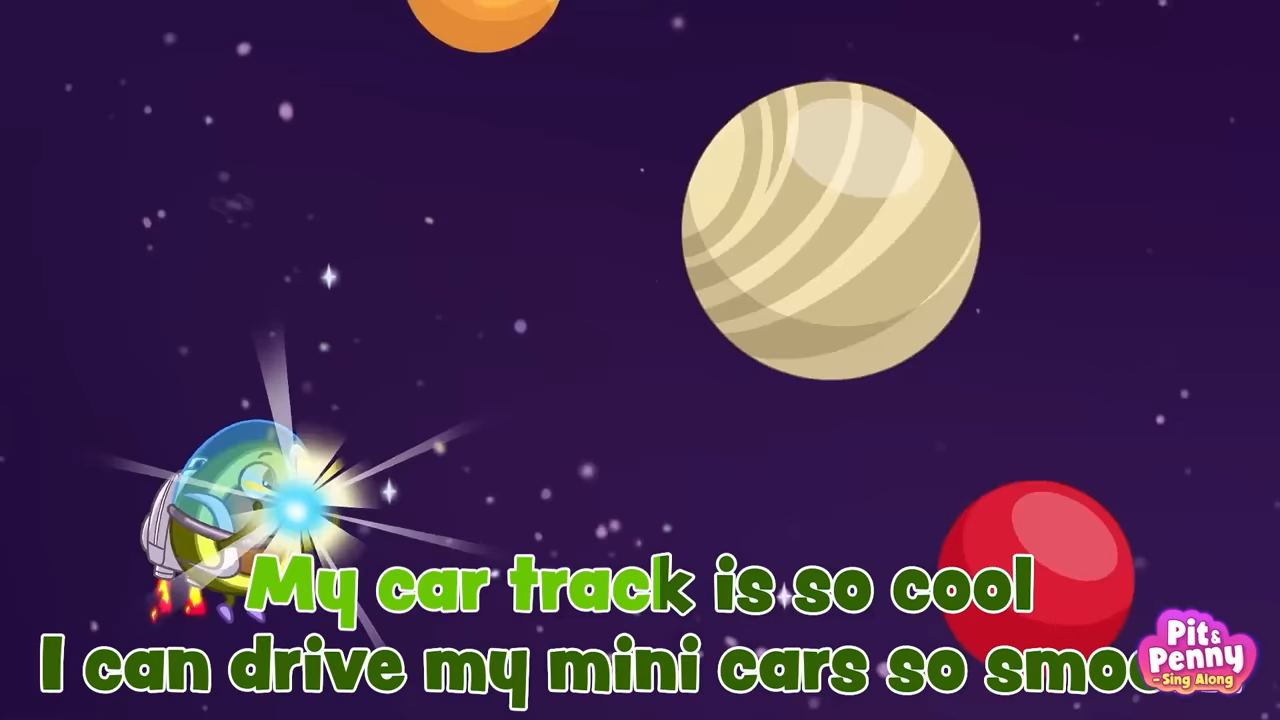 My car track is so cool
I can drive my mini cars so
Pit &
Penny
- Sing Along